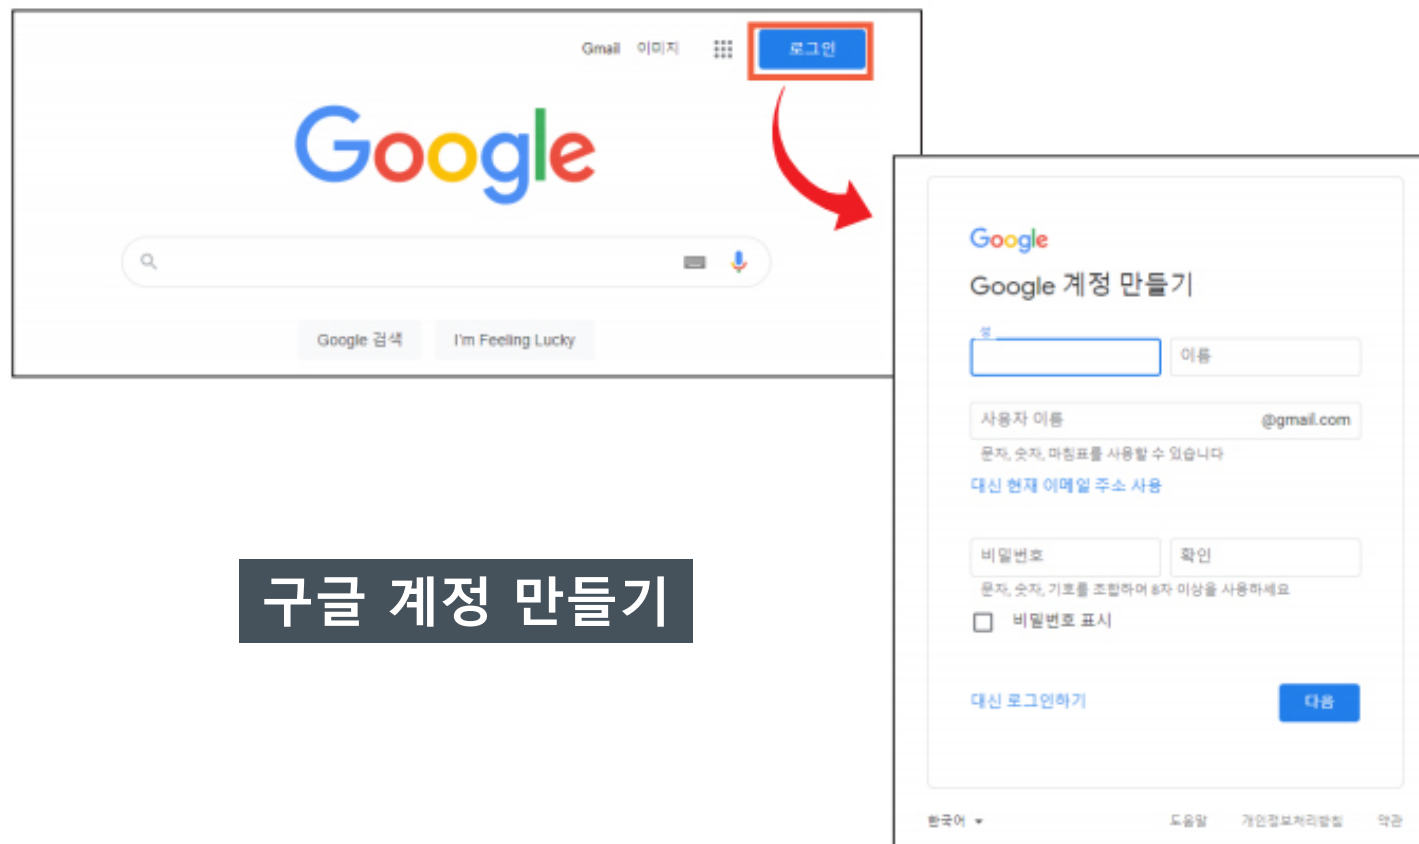 Gmail 이미지 로그인
Google
Google 검색 I'm Feeling Lucky
구글 계정 만들기
Google
Google 계정 만들기
성
이름
사용자 이름 @gmail.com
문자, 숫자, 마침표를 사용할 수 있습니다
대신 현재 이메일 주소 사용
비밀번호 확인
문자, 숫자, 기호를 조합하여 8자 이상을 사용하세요
비밀번호 표시
대신 로그인하기 다음
한국어 도움말 개인정보처리방침 약관